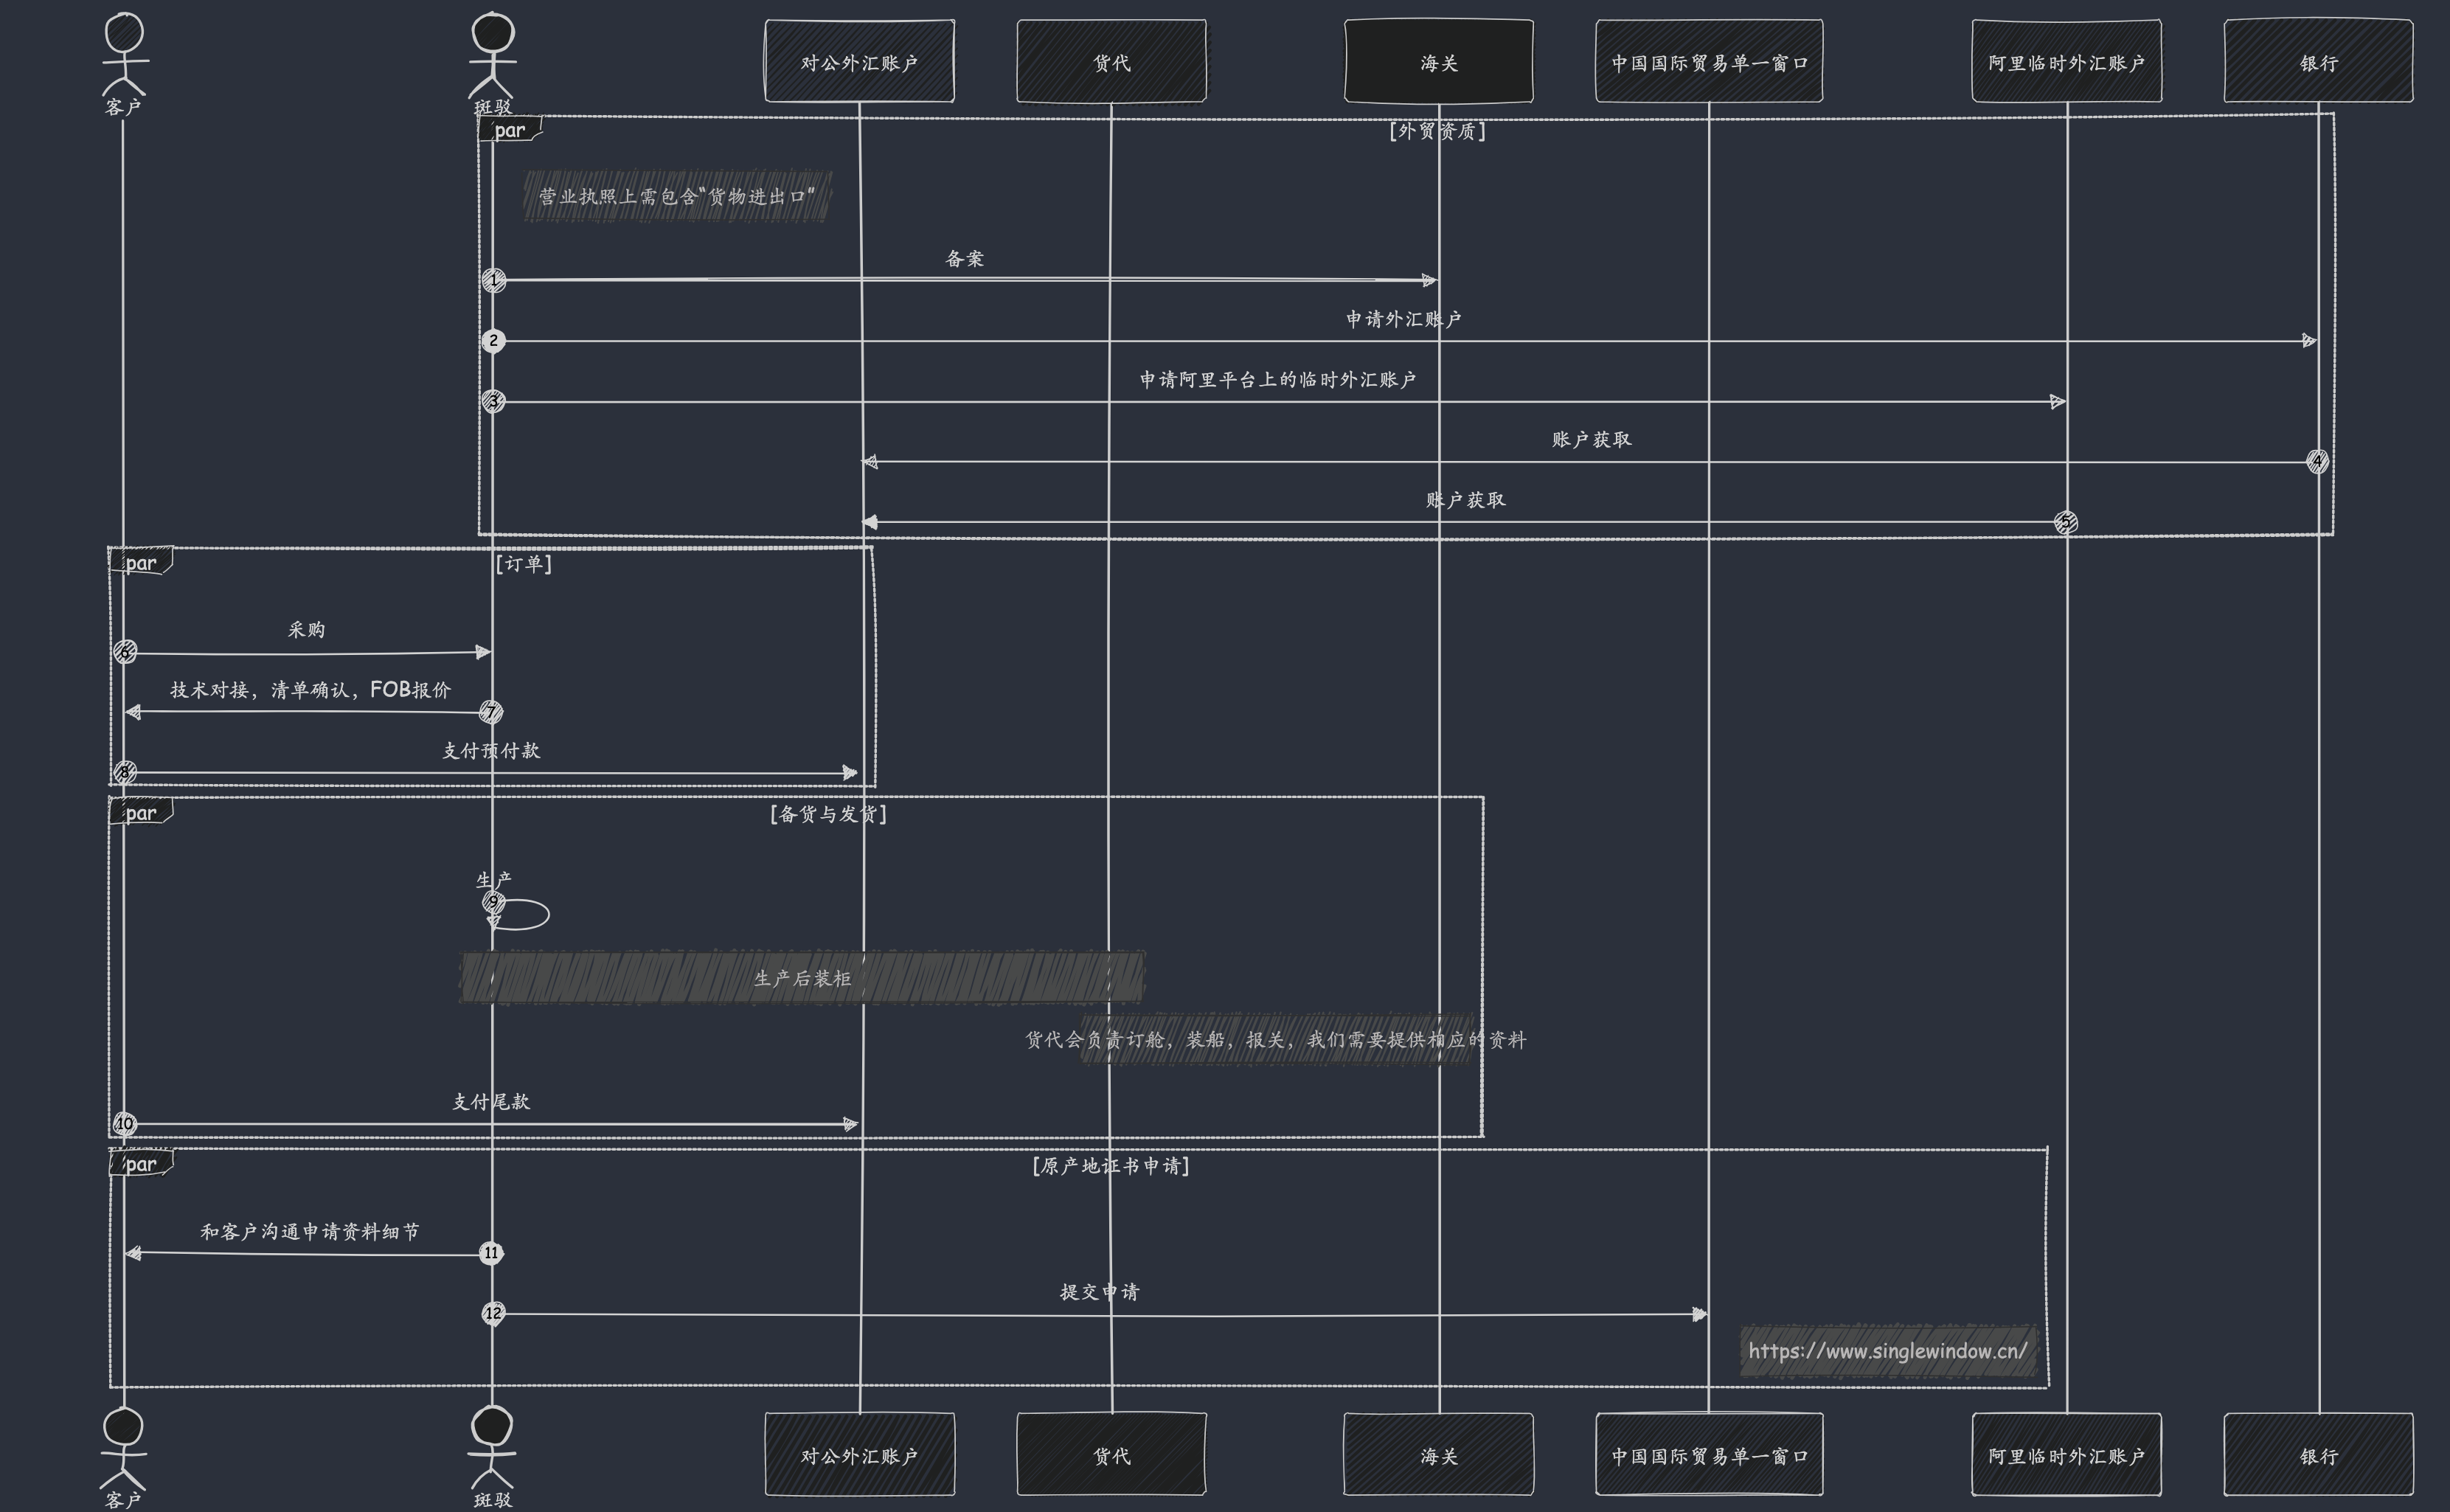 客户
斑驳
对公外汇账户
货代
海关
中国国际贸易单一窗口
阿里临时外汇账户
银行
par
[外贸资质]
营业执照上需包含“货物进出口”
备案
1
申请外汇账户
2
申请阿里平台上的临时外汇账户
3
账户获取
4
账户获取
5
par
[订单]
采购
6
技术对接，清单确认，FOB报价
7
支付预付款
8
par
[备货与发货]
生产
9
生产后装柜
货代会负责订舱，装船，报关，我们需要提供相应的资料
支付尾款
10
par
[原产地证书申请]
和客户沟通申请资料细节
11
提交申请
12
https://www.singlewindow.cn/
客户
斑驳
对公外汇账户
货代
海关
中国国际贸易单一窗口
阿里临时外汇账户
银行